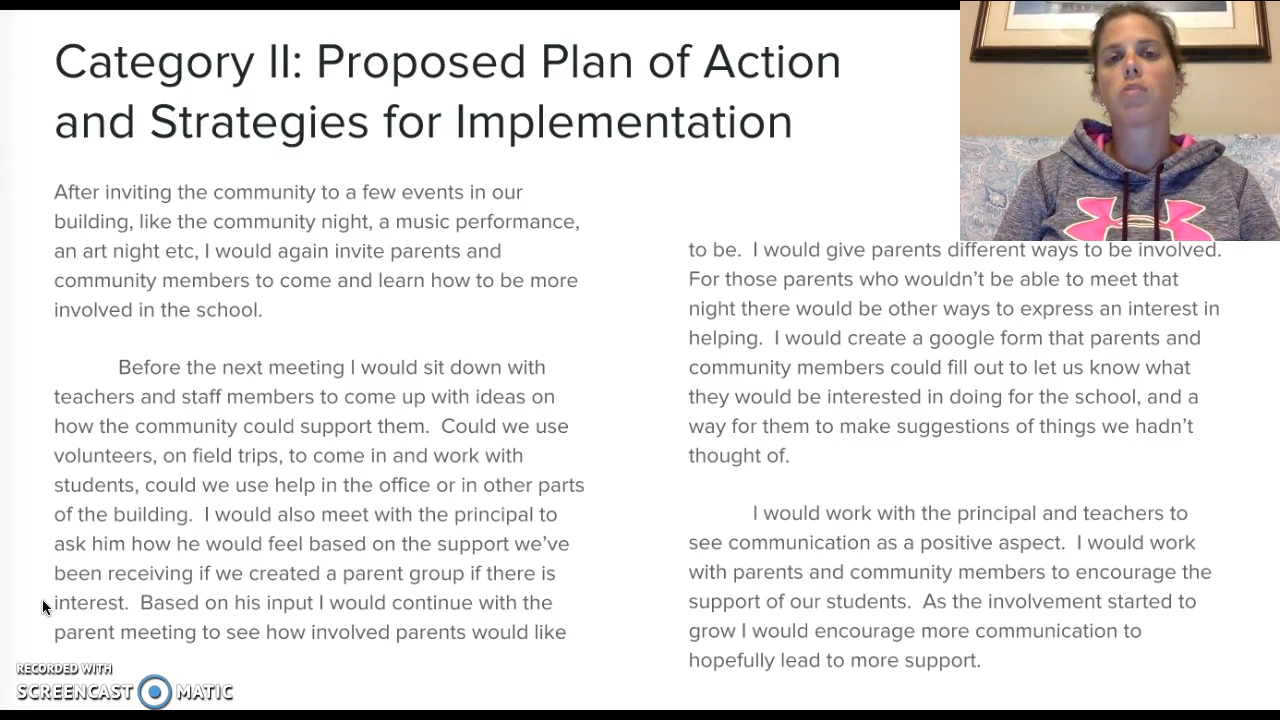 Category II: Proposed Plan of Action
and Strategies for Implementation
After inviting the community to a few events in our
building, like the community night, a music performance,
an art night etc, I would again invite parents and
community members to come and learn how to be more
involved in the school.
Before the next meeting I would sit down with
teachers and staff members to come up with ideas on
how the community could support them.  Could we use
volunteers, on field trips, to come in and work with
students, could we use help in the office or in other parts
of the building.  I would also meet with the principal to
ask him how he would feel based on the support we’ve
been receiving if we created a parent group if there is
interest.  Based on his input I would continue with the
parent meeting to see how involved parents would like
to be.  I would give parents different ways to be involved.
For those parents who wouldn’t be able to meet that
night there would be other ways to express an interest in
helping.  I would create a google form that parents and
community members could fill out to let us know what
they would be interested in doing for the school, and a
way for them to make suggestions of things we hadn’t
thought of.
I would work with the principal and teachers to
see communication as a positive aspect.  I would work
with parents and community members to encourage the
support of our students.  As the involvement started to
grow I would encourage more communication to
hopefully lead to more support.
RECORDED WITH
SCREENCAST MATIC